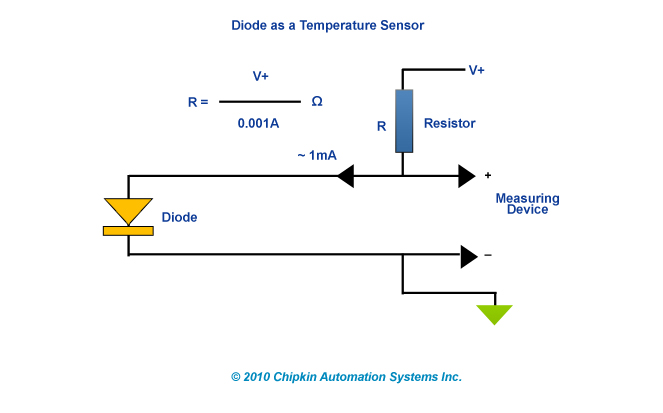 Diode as a Temperature Sensor
V+
R =
Ω
0.001A
V+
R
Resistor
~ 1mA
+
Measuring
Device
Diode
–
© 2010 Chipkin Automation Systems Inc.